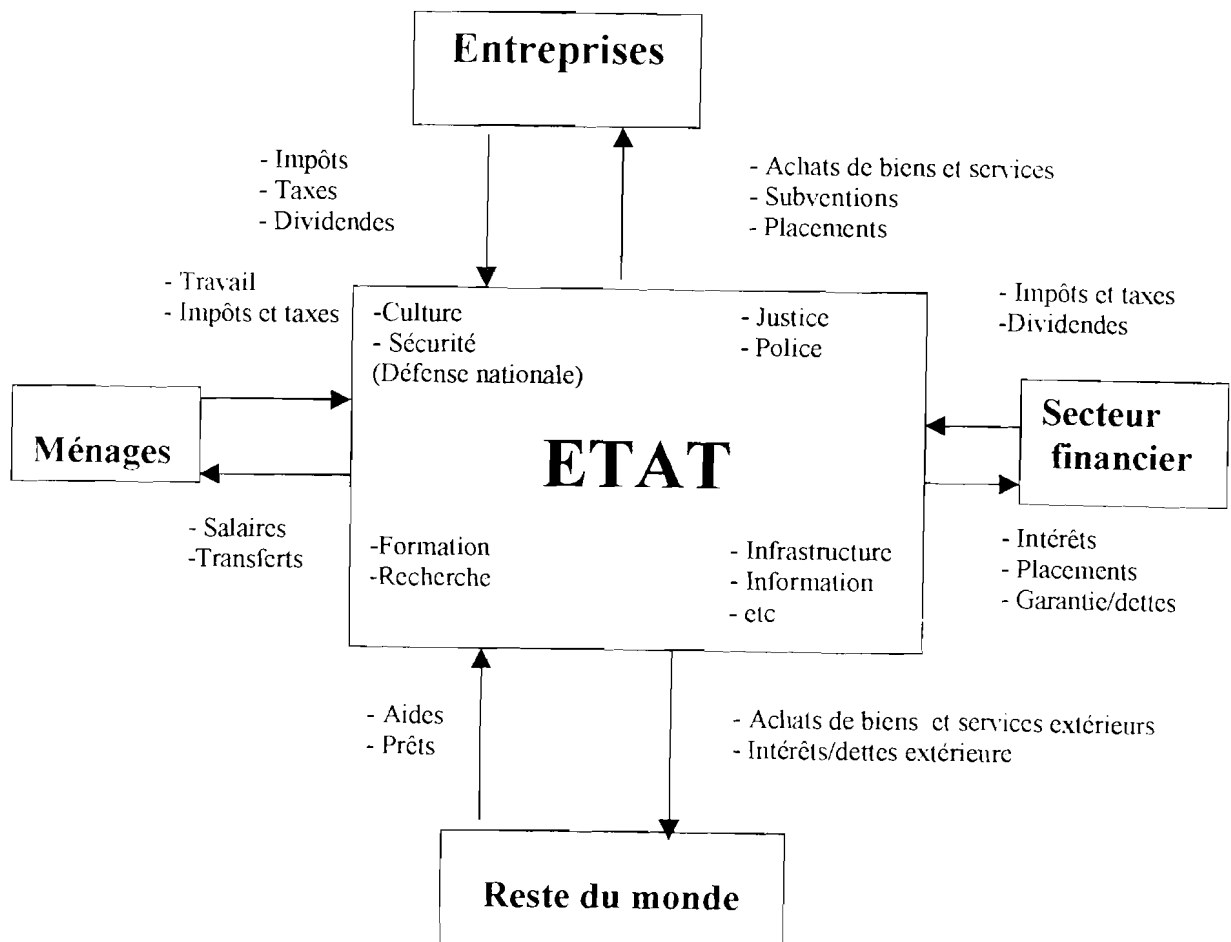 Entreprises
- Impôts
- Taxes
- Dividendes
- Achats de biens et services
- Subventions
- Placements
- Travail
- Impôts et taxes
- Impôts et taxes
-Dividendes
-Culture
- Sécurité
(Défense nationale)
- Justice
- Police
Ménages
ETAT
Secteur
financier
- Salaires
-Transferts
-Formation
-Recherche
- Infrastructure
- Information
- etc
- Intérêts
- Placements
- Garantie/dettes
- Aides
- Prêts
- Achats de biens et services extérieurs
- Intérêts/dettes extérieure
Reste du monde